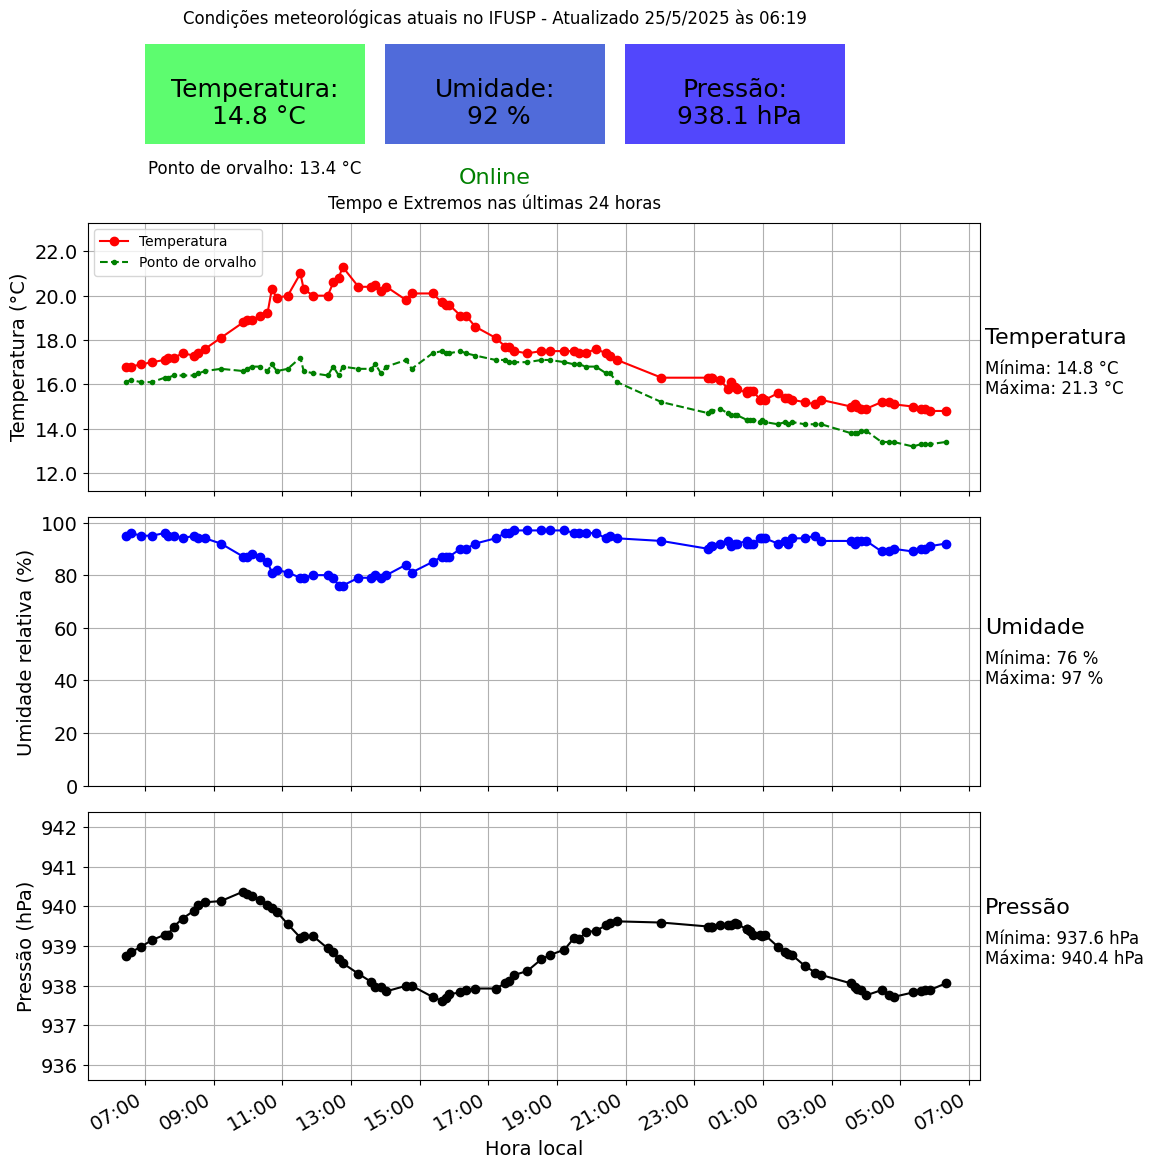 Condições meteorológicas atuais no IFUSP - Atualizado 25/5/2025 às 06:19
Temperatura:
14.8 °C
Umidade:
92 %
Pressão:
938.1 hPa
Ponto de orvalho: 13.4 °C
Online
Tempo e Extremos nas últimas 24 horas
Temperatura (°C)
22.0
20.0
18.0
16.0
14.0
12.0
Temperatura
Ponto de orvalho
Temperatura
Mínima: 14.8 °C
Máxima: 21.3 °C
Umidade relativa (%)
100
80
60
40
20
0
Umidade
Mínima: 76 %
Máxima: 97 %
Pressão (hPa)
942
941
940
939
938
937
936
Pressão
Mínima: 937.6 hPa
Máxima: 940.4 hPa
07:00 09:00 11:00 13:00 15:00 17:00 19:00 21:00 23:00 01:00 03:00 05:00 07:00
Hora local